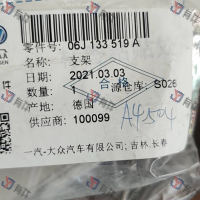 零件号: 06J 133 519 A
名称: 支架
日期: 2021.03.03
数量: 1 源仓库: S026
合格
产地: 德国 A4504
供应商: 100099
一汽-大众汽车有限公司; 吉林.长春